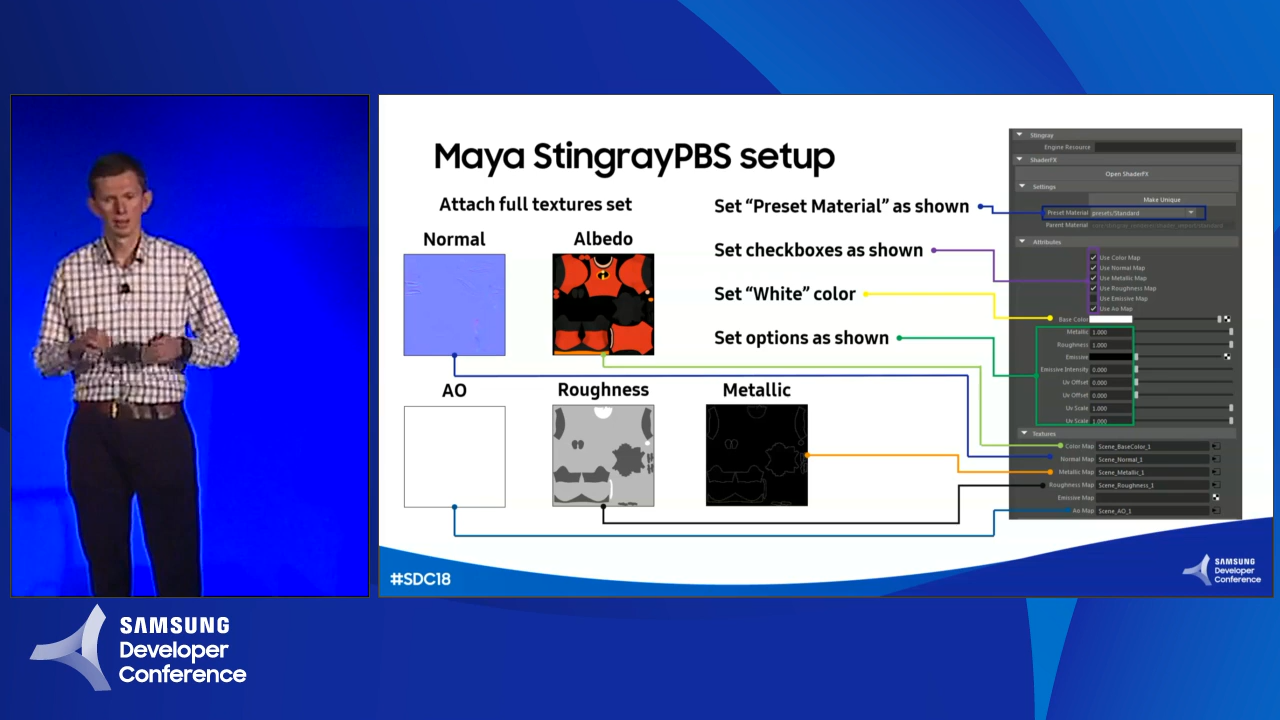 Maya StingrayPBS setup
Attach full textures set
Normal
Albedo
AO
Roughness
Metallic
Set “Preset Material” as shown
Set checkboxes as shown
Set “White” color
Set options as shown
Stingray
Engine Resource
ShaderFX
Open ShaderFX
Settings
Make Unique
Preset Material presets/Standard
Parent Material
Attributes
Use Color Map
Use Normal Map
Use Metallic Map
Use Roughness Map
Use Emissive Map
Use Ao Map
Base Color
Metallic 1.000
Roughness 1.000
Emissive
Emissive Intensity 0.000
Uv Offset 0.000
Uv Offset 0.000
Uv Scale 1.000
Uv Scale 1.000
Textures
Color Map Scene_BaseColor_1
Normal Map Scene_Normal_1
Metallic Map Scene_Metallic_1
Roughness Map Scene_Roughness_1
Emissive Map
Ao Map Scene_AO_1
#SDC18
SAMSUNG
Developer
Conference
SAMSUNG
Developer
Conference